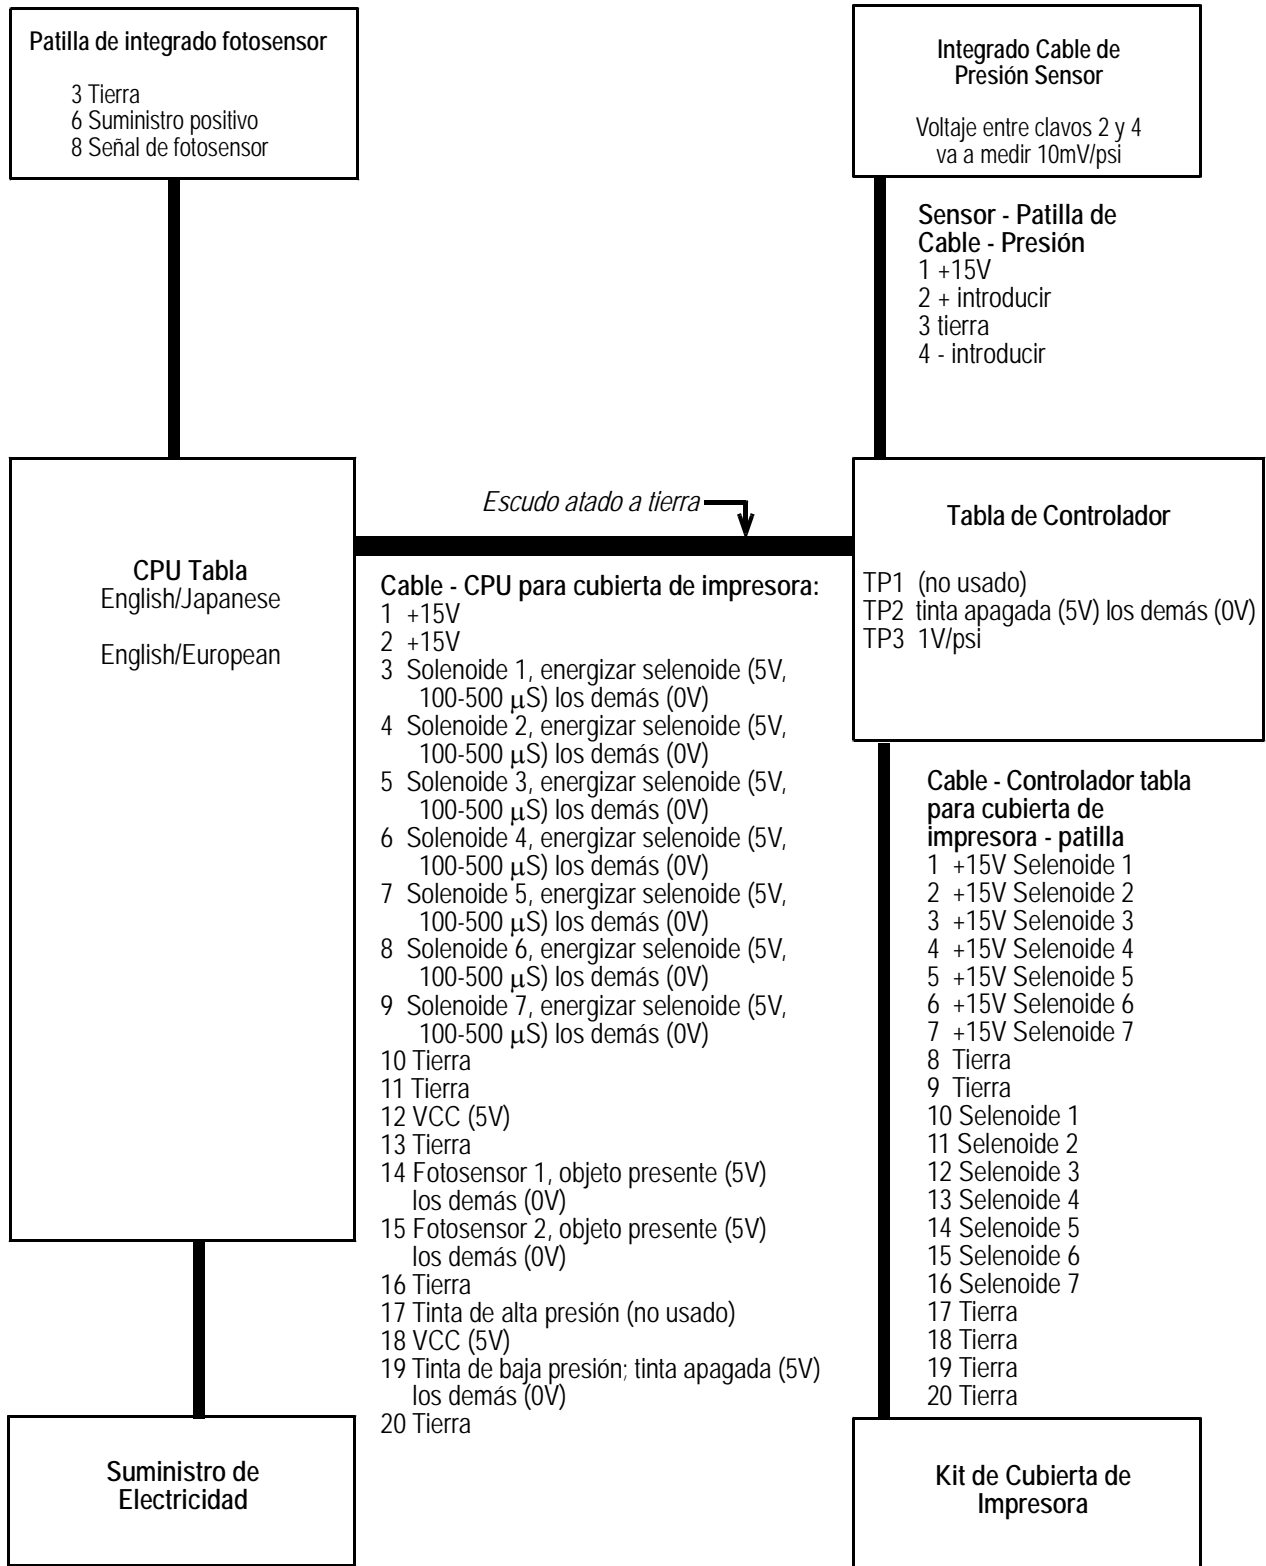 Patilla de integrado fotosensor
3 Tierra
6 Suministro positivo
8 Señal de fotosensor
Integrado Cable de
Presión Sensor
Voltaje entre clavos 2 y 4
va a medir 10mV/psi
Sensor - Patilla de
Cable - Presión
1 +15V
2 + introducir
3 tierra
4 - introducir
CPU Tabla
English/Japanese
English/European
Escudo atado a tierra
Tabla de Controlador
TP1 (no usado)
TP2 tinta apagada (5V) los demás (0V)
TP3 1V/psi
Cable - CPU para cubierta de impresora:
1 +15V
2 +15V
3 Solenoide 1, energizar selenoide (5V,
100-500 µS) los demás (0V)
4 Solenoide 2, energizar selenoide (5V,
100-500 µS) los demás (0V)
5 Solenoide 3, energizar selenoide (5V,
100-500 µS) los demás (0V)
6 Solenoide 4, energizar selenoide (5V,
100-500 µS) los demás (0V)
7 Solenoide 5, energizar selenoide (5V,
100-500 µS) los demás (0V)
8 Solenoide 6, energizar selenoide (5V,
100-500 µS) los demás (0V)
9 Solenoide 7, energizar selenoide (5V,
100-500 µS) los demás (0V)
10 Tierra
11 Tierra
12 VCC (5V)
13 Tierra
14 Fotosensor 1, objeto presente (5V)
los demás (0V)
15 Fotosensor 2, objeto presente (5V)
los demás (0V)
16 Tierra
17 Tinta de alta presión (no usado)
18 VCC (5V)
19 Tinta de baja presión; tinta apagada (5V)
los demás (0V)
20 Tierra
Cable - Controlador tabla
para cubierta de
impresora - patilla
1 +15V Selenoide 1
2 +15V Selenoide 2
3 +15V Selenoide 3
4 +15V Selenoide 4
5 +15V Selenoide 5
6 +15V Selenoide 6
7 +15V Selenoide 7
8 Tierra
9 Tierra
10 Selenoide 1
11 Selenoide 2
12 Selenoide 3
13 Selenoide 4
14 Selenoide 5
15 Selenoide 6
16 Selenoide 7
17 Tierra
18 Tierra
19 Tierra
20 Tierra
Suministro de
Electricidad
Kit de Cubierta de
Impresora